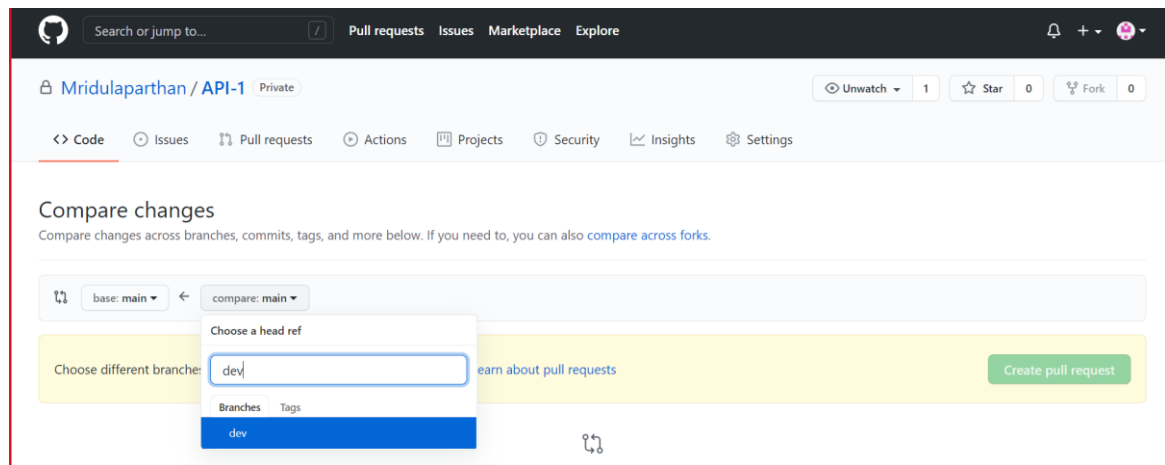 Search or jump to... / Pull requests Issues Marketplace Explore
Mridulaparthan / API-1 Private Unwatch 1 Star 0 Fork 0
<> Code Issues Pull requests Actions Projects Security Insights Settings
Compare changes
Compare changes across branches, commits, tags, and more below. If you need to, you can also compare across forks.
base: main ← compare: main
Choose a head ref
dev
Choose different branches earn about pull requests Create pull request
Branches Tags
dev